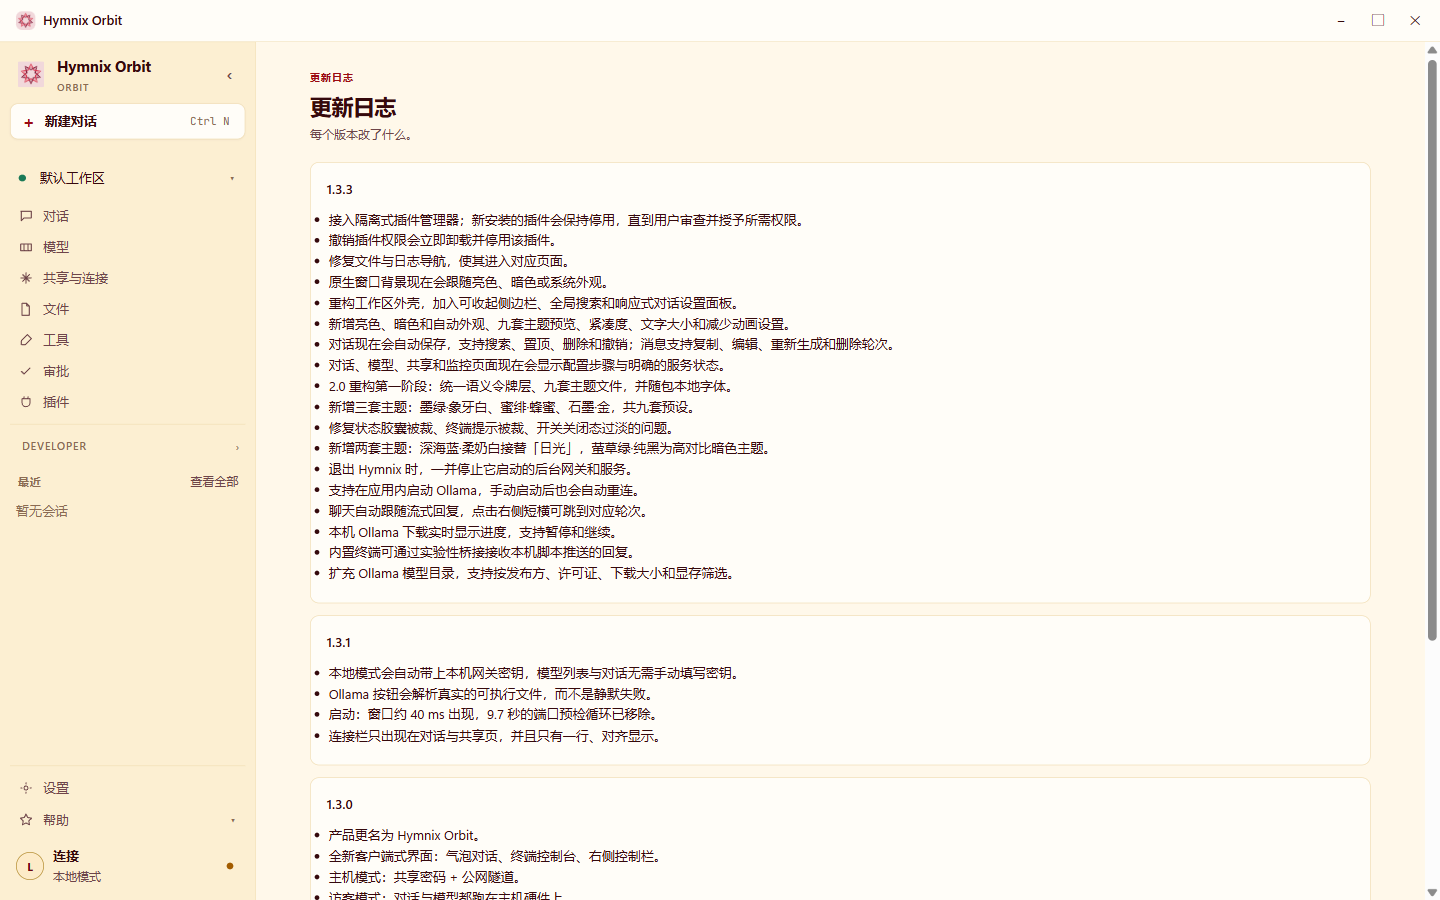 Hymnix Orbit
Hymnix Orbit
ORBIT
+ 新建对话 Ctrl N
默认工作区
对话
模型
共享与连接
文件
工具
审批
插件
DEVELOPER
最近 查看全部
暂无会话
设置
帮助
L
连接
本地模式
更新日志
更新日志
每个版本改了什么。
1.3.3
接入隔离式插件管理器；新安装的插件会保持停用，直到用户审查并授予所需权限。
撤销插件权限会立即卸载并停用该插件。
修复文件与日志导航，使其进入对应页面。
原生窗口背景现在会跟随亮色、暗色或系统外观。
重构工作区外壳，加入可收起侧边栏、全局搜索和响应式对话设置面板。
新增亮色、暗色和自动外观、九套主题预览、紧凑度、文字大小和减少动画设置。
对话现在会自动保存，支持搜索、置顶、删除和撤销；消息支持复制、编辑、重新生成和删除轮次。
对话、模型、共享和监控页面现在会显示配置步骤与明确的服务状态。
2.0 重构第一阶段：统一语义令牌层、九套主题文件，并随包本地字体。
新增三套主题：墨绿·象牙白、蜜绯·蜂蜜、石墨·金，共九套预设。
修复状态胶囊被裁、终端提示被裁、开关关闭态过淡的问题。
新增两套主题：深海蓝·柔奶白接替「日光」，萤草绿·纯黑为高对比暗色主题。
退出 Hymnix 时，一并停止它启动的后台网关和服务。
支持在应用内启动 Ollama，手动启动后也会自动重连。
聊天自动跟随流式回复，点击右侧短横可跳到对应轮次。
本机 Ollama 下载实时显示进度，支持暂停和继续。
内置终端可通过实验性桥接接收本机脚本推送的回复。
扩充 Ollama 模型目录，支持按发布方、许可证、下载大小和显存筛选。
1.3.1
本地模式会自动带上本机网关密钥，模型列表与对话无需手动填写密钥。
Ollama 按钮会解析真实的可执行文件，而不是静默失败。
启动：窗口约 40 ms 出现，9.7 秒的端口预检循环已移除。
连接栏只出现在对话与共享页，并且只有一行、对齐显示。
1.3.0
产品更名为 Hymnix Orbit。
全新客户端式界面：气泡对话、终端控制台、右侧控制栏。
主机模式：共享密码 + 公网隧道。
访客模式：对话与模型都跑在主机硬件上